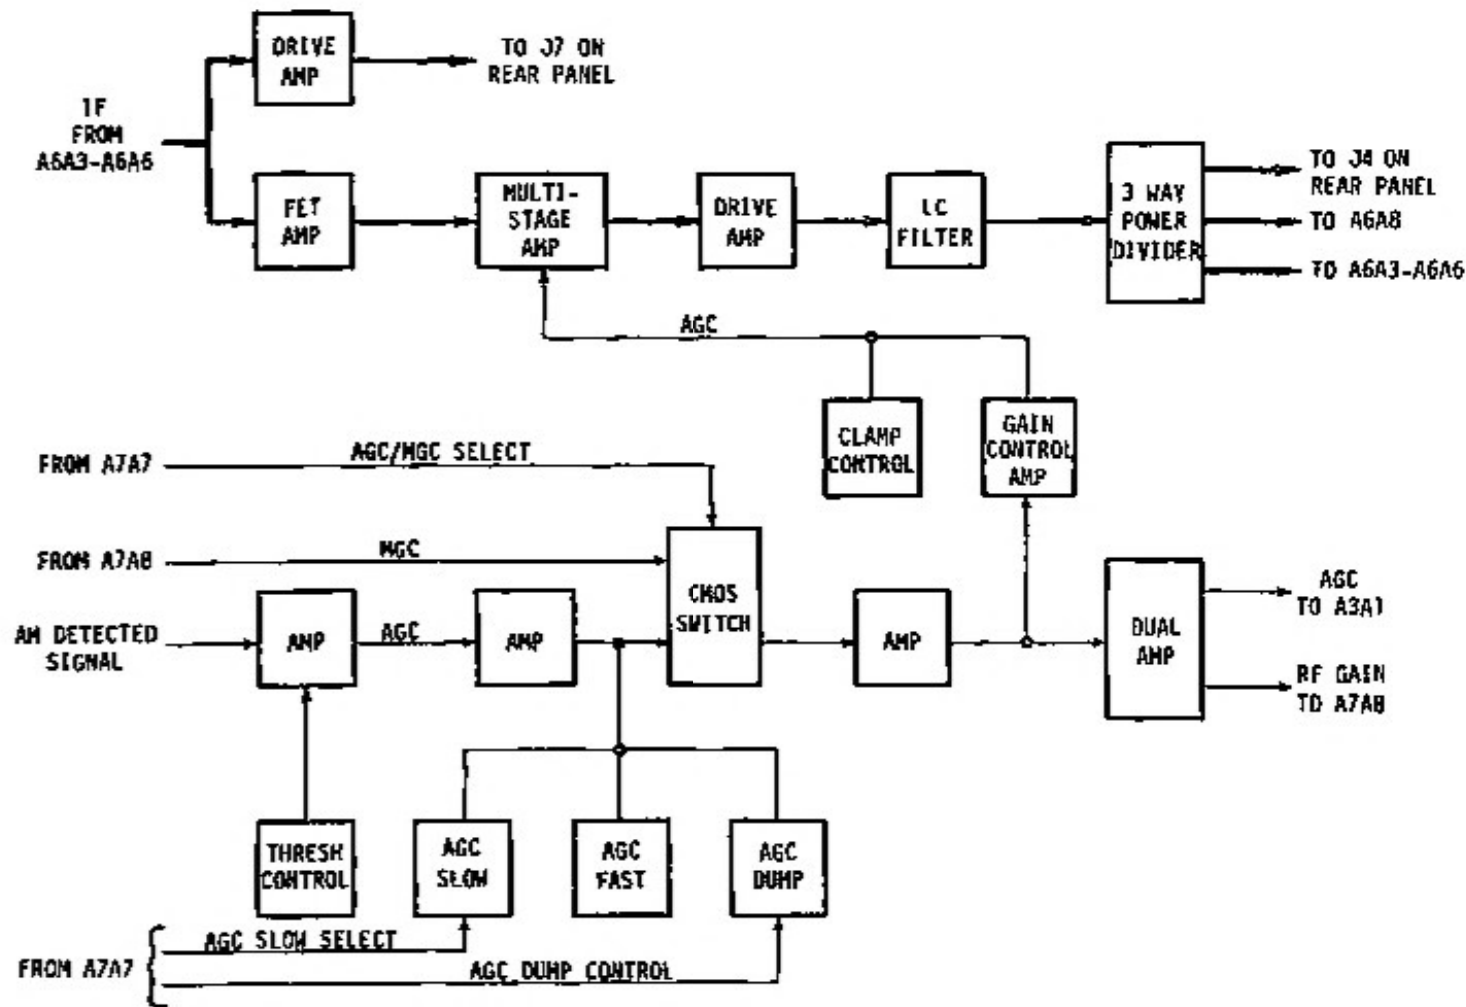 DRIVE
AMP
TO J7 ON
REAR PANEL
IF
FROM
A6A3-A6A6
FET
AMP
MULTI-
STAGE
AMP
DRIVE
AMP
LC
FILTER
3 WAY
POWER
DIVIDER
TO J4 ON
REAR PANEL
TO A6A8
TO A6A3-A6A6
AGC
CLAMP
CONTROL
GAIN
CONTROL
AMP
FROM A7A7
AGC/MGC SELECT
FROM A7A8
MGC
CMOS
SWITCH
AM DETECTED
SIGNAL
AMP
AGC
AMP
AMP
DUAL
AMP
AGC
TO A3A1
RF GAIN
TO A7A8
THRESH
CONTROL
AGC
SLOW
AGC
FAST
AGC
DUMP
FROM A7A7
AGC SLOW SELECT
AGC DUMP CONTROL